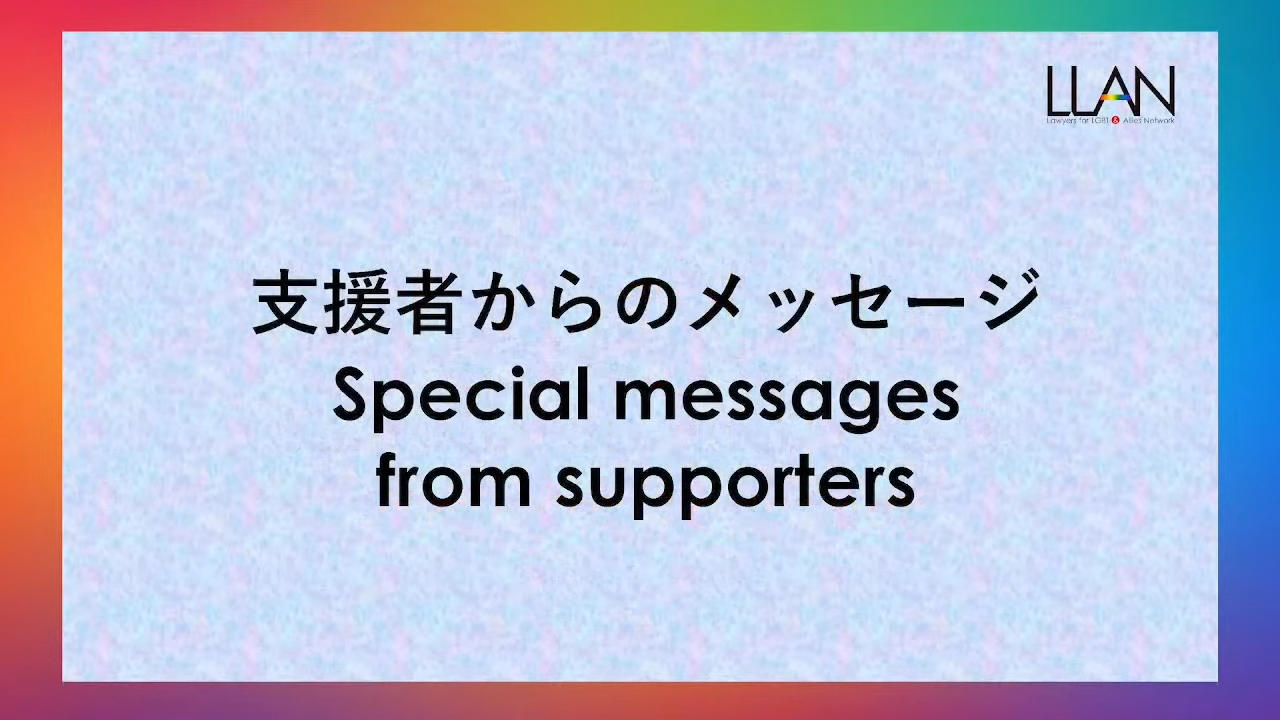 LLAN
Lawyers for LGBT & Allies Network
支援者からのメッセージ
Special messages
from supporters